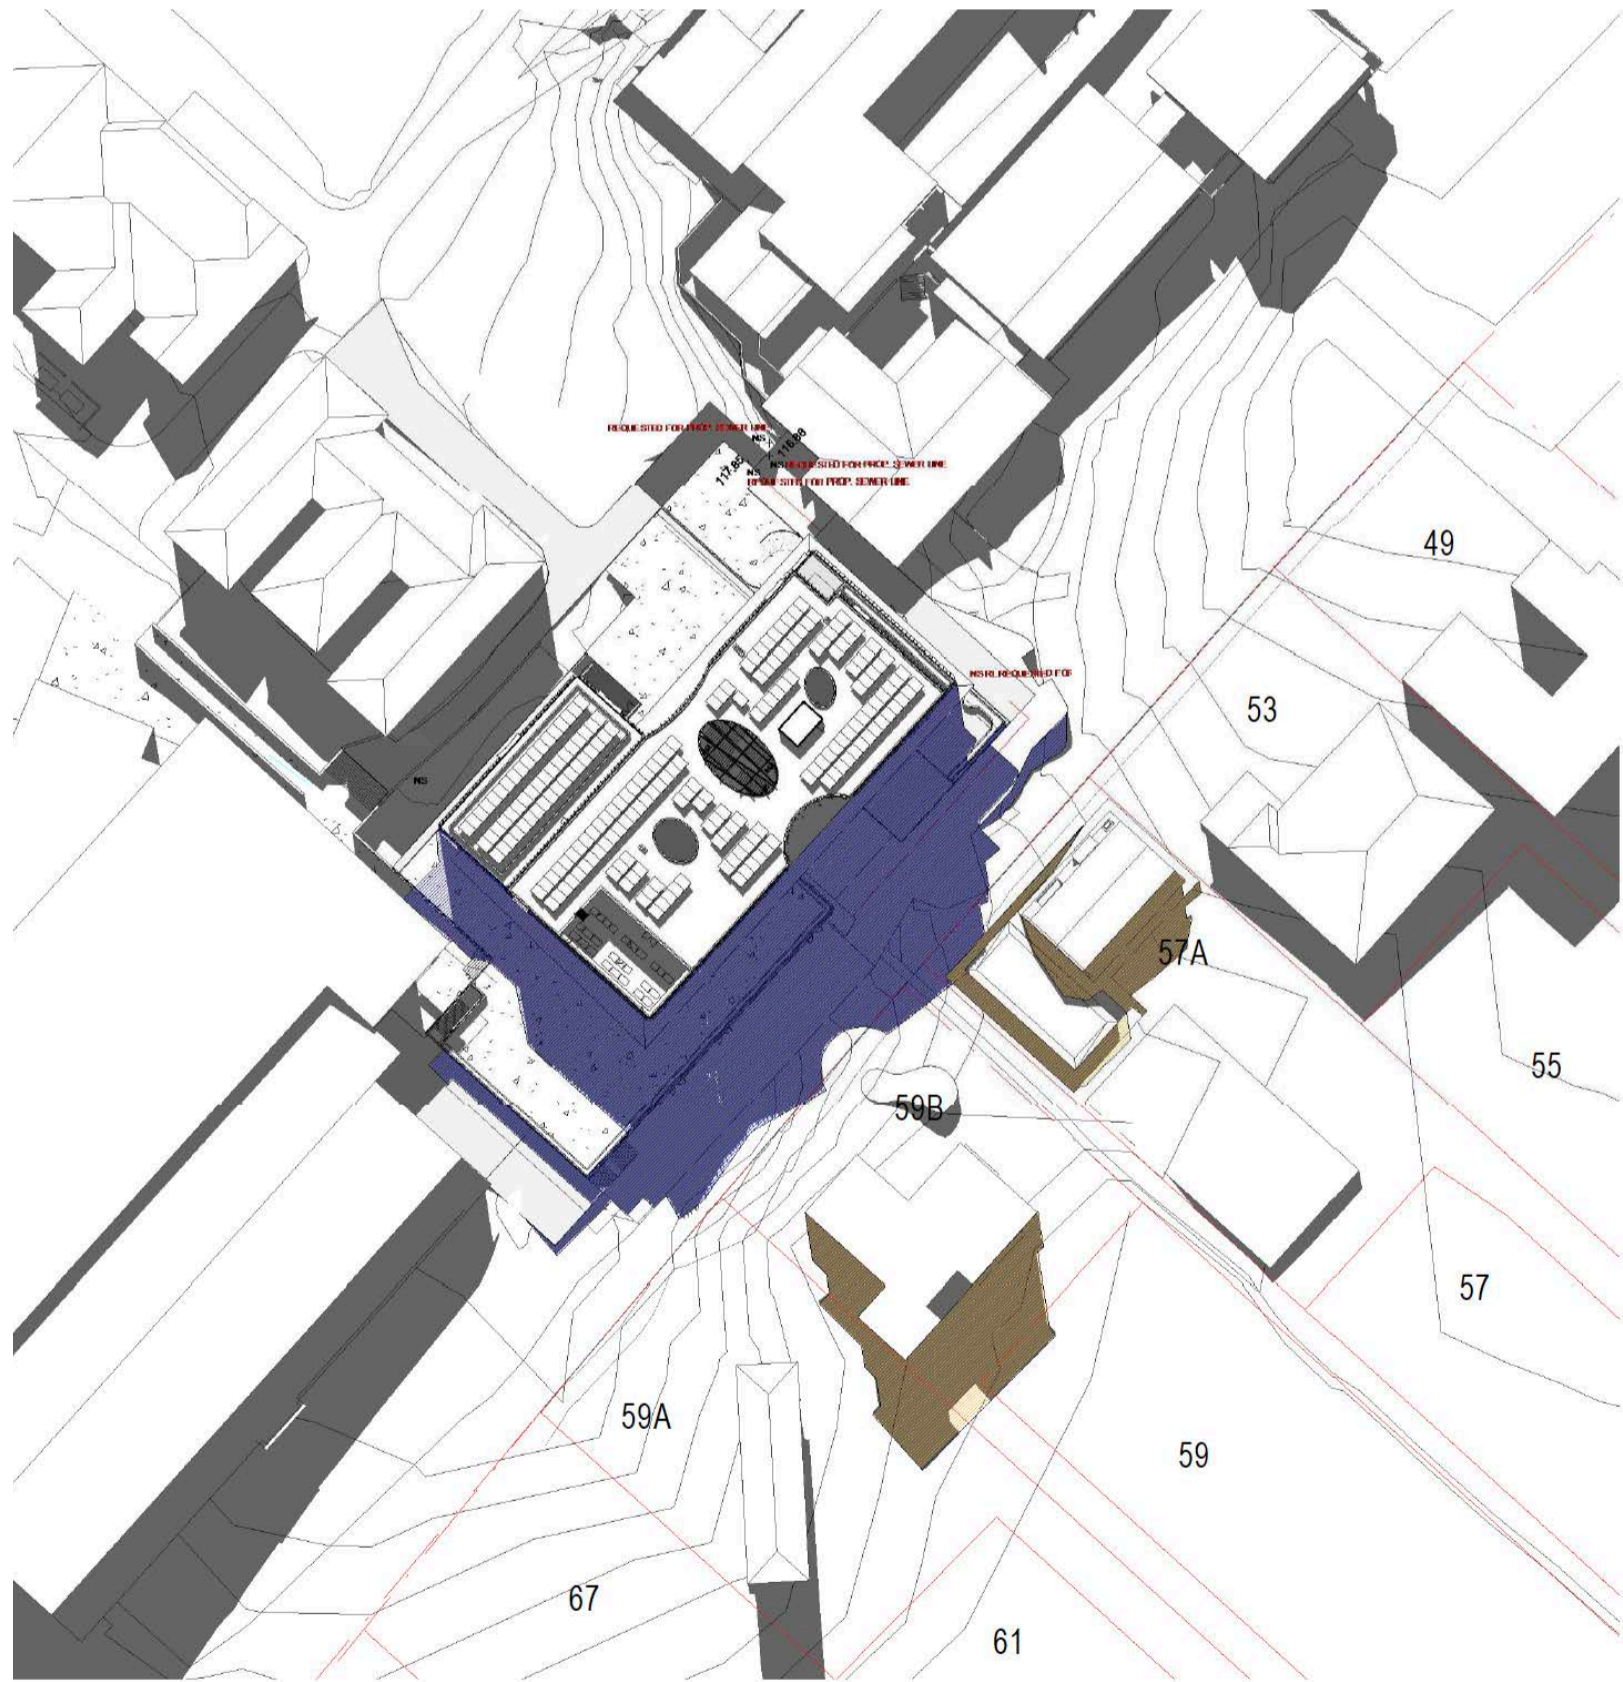 REQUESTED FOR PROP. SEWER LINE
NS
116.88
117.85
NS REQUESTED FOR PROP. SEWER LINE
NS
REQUESTED FOR PROP. SEWER LINE
49
NS RL REQUESTED FOR
53
NS
57A
55
59B
57
59A
59
67
61